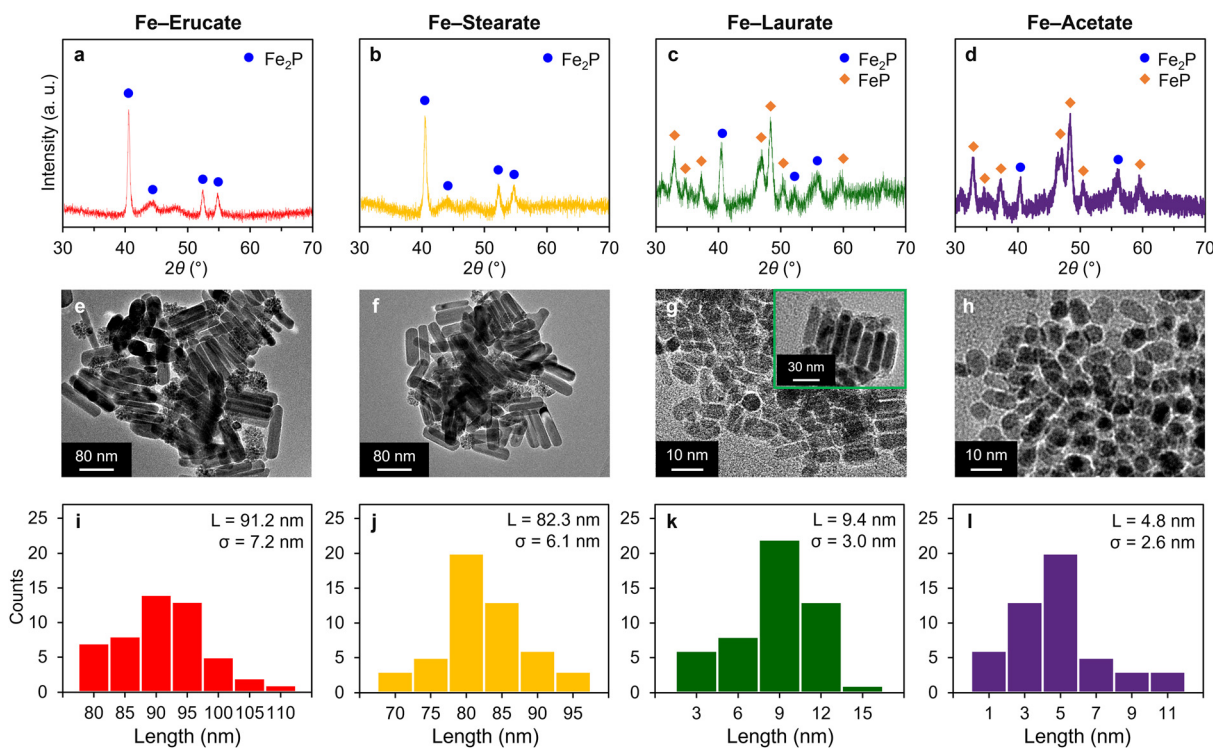 Fe–Erucate
Fe–Stearate
Fe–Laurate
Fe–Acetate
a
Fe₂P
b
Fe₂P
c
Fe₂P
FeP
d
Fe₂P
FeP
Intensity (a. u.)
30 40 50 60 70
30 40 50 60 70
30 40 50 60 70
30 40 50 60 70
2θ (°)
2θ (°)
2θ (°)
2θ (°)
e
80 nm
f
80 nm
g
30 nm
10 nm
h
10 nm
i
L = 91.2 nm
σ = 7.2 nm
j
L = 82.3 nm
σ = 6.1 nm
k
L = 9.4 nm
σ = 3.0 nm
l
L = 4.8 nm
σ = 2.6 nm
Counts
25
20
15
10
5
0
25
20
15
10
5
0
25
20
15
10
5
0
25
20
15
10
5
0
80 85 90 95 100 105 110
70 75 80 85 90 95
3 6 9 12 15
1 3 5 7 9 11
Length (nm)
Length (nm)
Length (nm)
Length (nm)